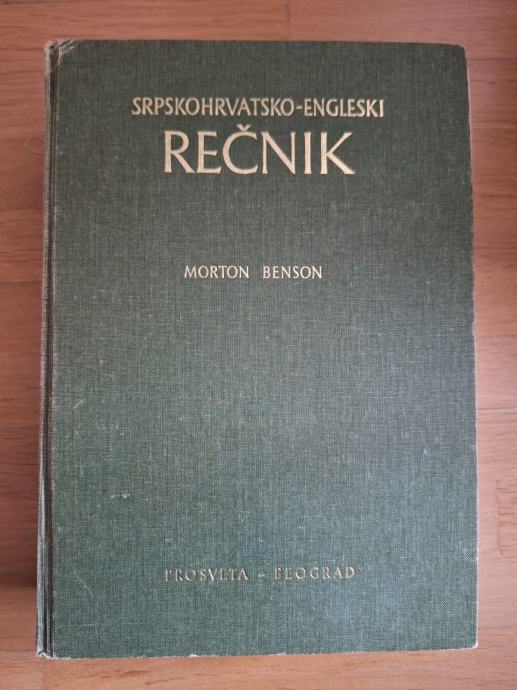 SRPSKOHRVATSKO-ENGLESKI
REČNIK
MORTON BENSON
PROSVETA – BEOGRAD